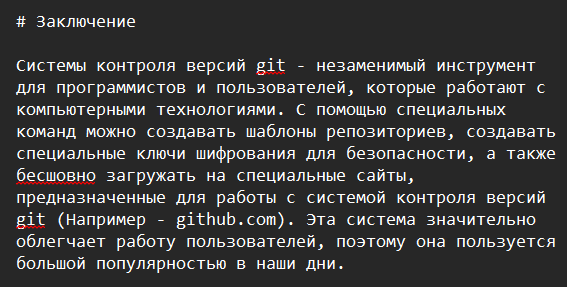 # Заключение
Системы контроля версий git - незаменимый инструмент
для программистов и пользователей, которые работают с
компьютерными технологиями. С помощью специальных
команд можно создавать шаблоны репозиториев, создавать
специальные ключи шифрования для безопасности, а также
бесшовно загружать на специальные сайты,
предназначенные для работы с системой контроля версий
git (Например - github.com). Эта система значительно
облегчает работу пользователей, поэтому она пользуется
большой популярностью в наши дни.